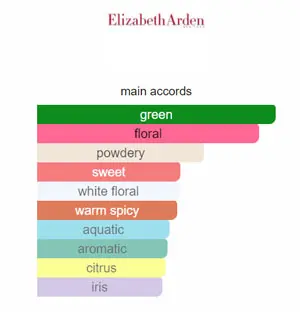 Elizabeth Arden
main accords
green
floral
powdery
sweet
white floral
warm spicy
aquatic
aromatic
citrus
iris